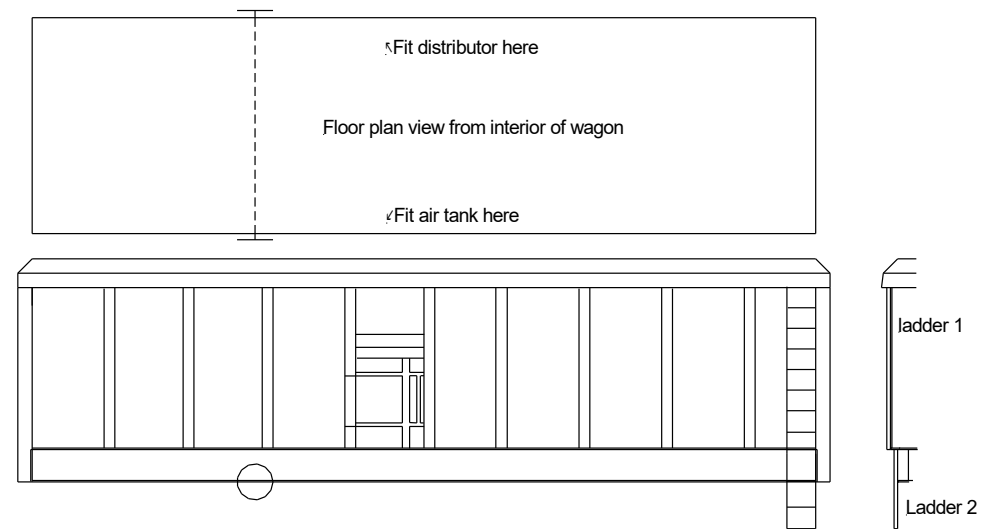 Fit distributor here
Floor plan view from interior of wagon
Fit air tank here
ladder 1
Ladder 2